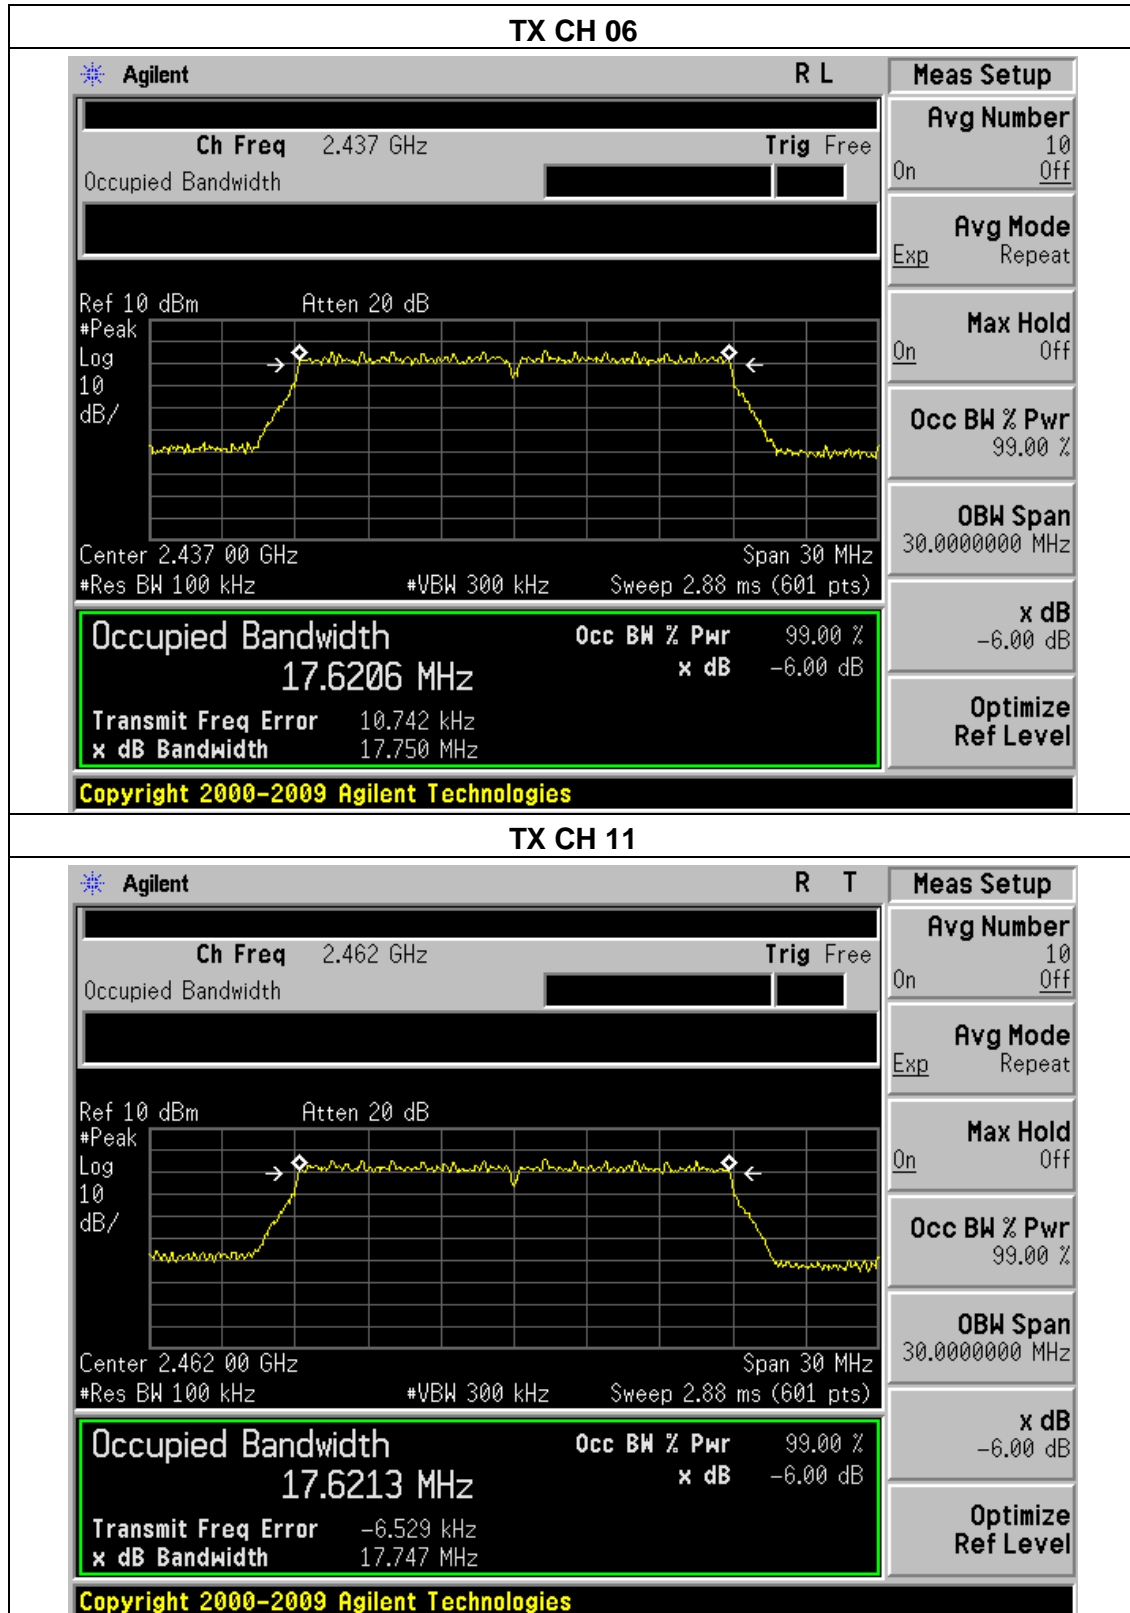 TX CH 06
Agilent R L Meas Setup
Ch Freq 2.437 GHz Trig Free
Occupied Bandwidth
Avg Number
10
On Off
Avg Mode
Exp Repeat
Max Hold
On Off
Occ BW % Pwr
99.00 %
OBW Span
30.0000000 MHz
x dB
-6.00 dB
Optimize
Ref Level
Ref 10 dBm Atten 20 dB
#Peak
Log
10
dB/
Center 2.437 00 GHz Span 30 MHz
#Res BW 100 kHz #VBW 300 kHz Sweep 2.88 ms (601 pts)
Occupied Bandwidth Occ BW % Pwr 99.00 %
17.6206 MHz x dB -6.00 dB
Transmit Freq Error 10.742 kHz
x dB Bandwidth 17.750 MHz
Copyright 2000-2009 Agilent Technologies
TX CH 11
Agilent R T Meas Setup
Ch Freq 2.462 GHz Trig Free
Occupied Bandwidth
Avg Number
10
On Off
Avg Mode
Exp Repeat
Max Hold
On Off
Occ BW % Pwr
99.00 %
OBW Span
30.0000000 MHz
x dB
-6.00 dB
Optimize
Ref Level
Ref 10 dBm Atten 20 dB
#Peak
Log
10
dB/
Center 2.462 00 GHz Span 30 MHz
#Res BW 100 kHz #VBW 300 kHz Sweep 2.88 ms (601 pts)
Occupied Bandwidth Occ BW % Pwr 99.00 %
17.6213 MHz x dB -6.00 dB
Transmit Freq Error -6.529 kHz
x dB Bandwidth 17.747 MHz
Copyright 2000-2009 Agilent Technologies